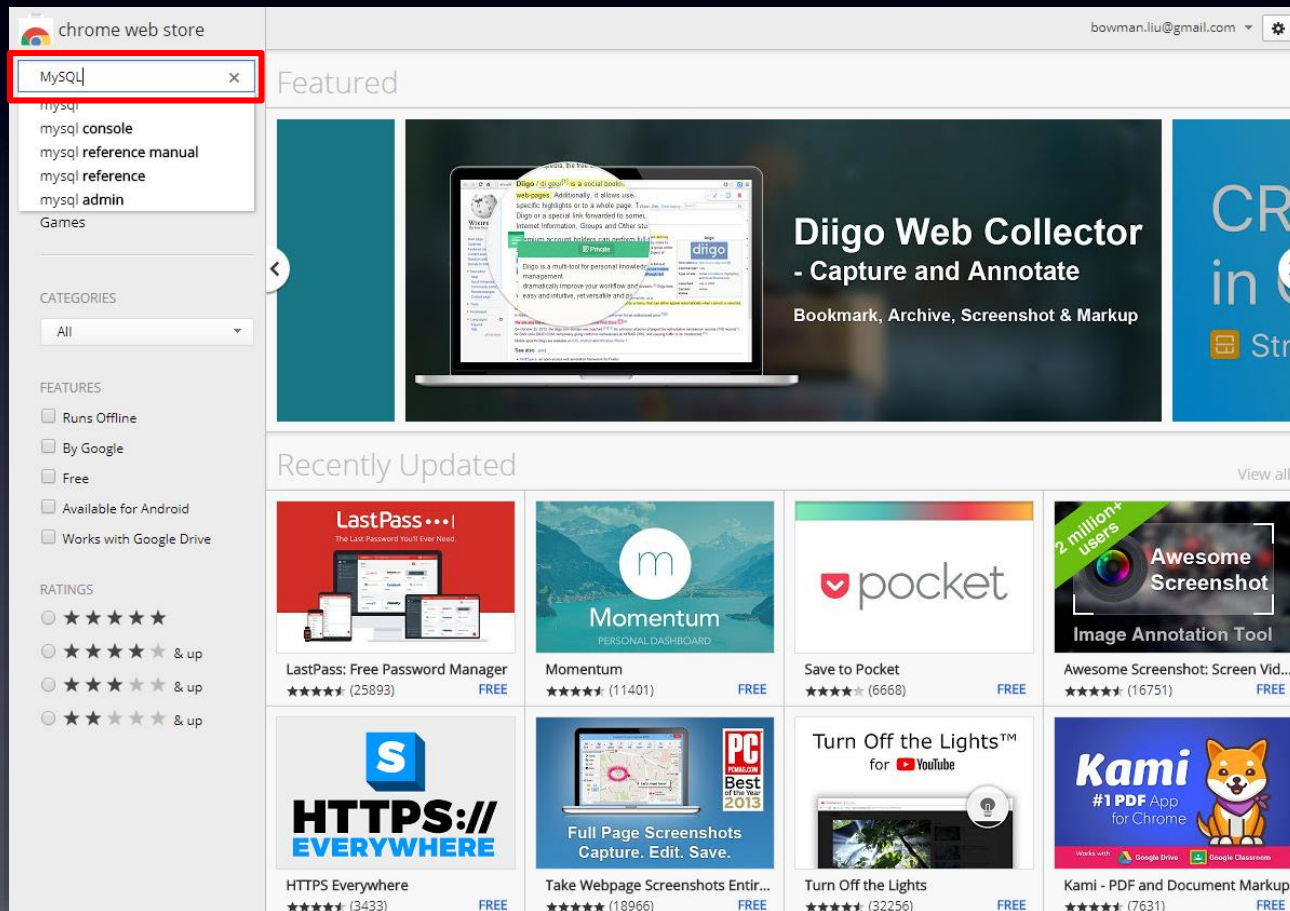 chrome web store
bowman.liu@gmail.com
MySQL
mysql
mysql console
mysql reference manual
mysql reference
mysql admin
Games
CATEGORIES
All
FEATURES
Runs Offline
By Google
Free
Available for Android
Works with Google Drive
RATINGS
& up
& up
& up
Featured
Diigo Web Collector
- Capture and Annotate
Bookmark, Archive, Screenshot & Markup
CR
in
Str
Recently Updated
View all
LastPass
The Last Password You'll Ever Need.
LastPass: Free Password Manager
(25893)
FREE
m
Momentum
PERSONAL DASHBOARD
Momentum
(11401)
FREE
pocket
Save to Pocket
(6668)
FREE
2 million+
users
Awesome
Screenshot
Image Annotation Tool
Awesome Screenshot: Screen Vid...
(16751)
FREE
S
HTTPS://
EVERYWHERE
HTTPS Everywhere
(3433)
FREE
PC
PCMAG.COM
Best
of the Year
2013
Full Page Screenshots
Capture. Edit. Save.
Take Webpage Screenshots Entir...
(18966)
FREE
Turn Off the Lights™
for YouTube
Turn Off the Lights
(32256)
FREE
Kami
#1 PDF App
for Chrome
Works with Google Drive Google Classroom
Kami - PDF and Document Markup
(7631)
FREE